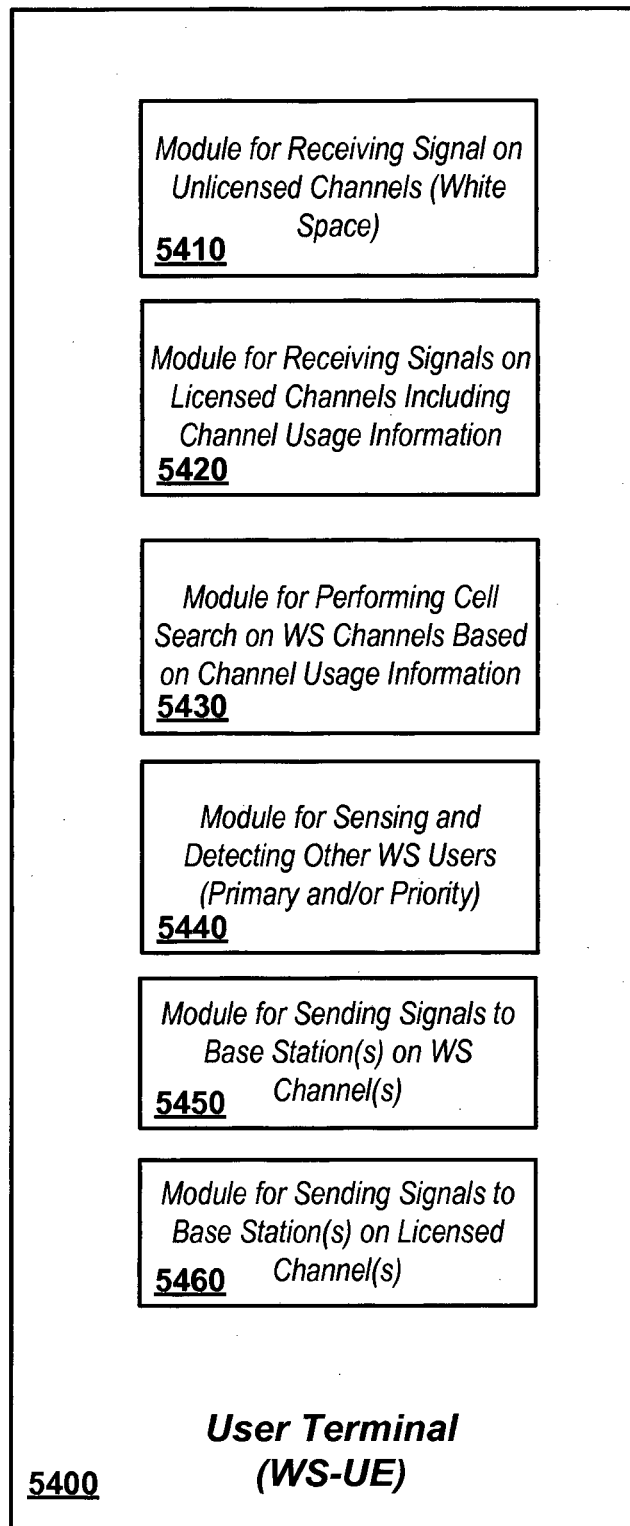 Module for Receiving Signal on
Unlicensed Channels (White
Space)
5410
Module for Receiving Signals on
Licensed Channels Including
Channel Usage Information
5420
Module for Performing Cell
Search on WS Channels Based
on Channel Usage Information
5430
Module for Sensing and
Detecting Other WS Users
(Primary and/or Priority)
5440
Module for Sending Signals to
Base Station(s) on WS
Channel(s)
5450
Module for Sending Signals to
Base Station(s) on Licensed
Channel(s)
5460
User Terminal
(WS-UE)
5400